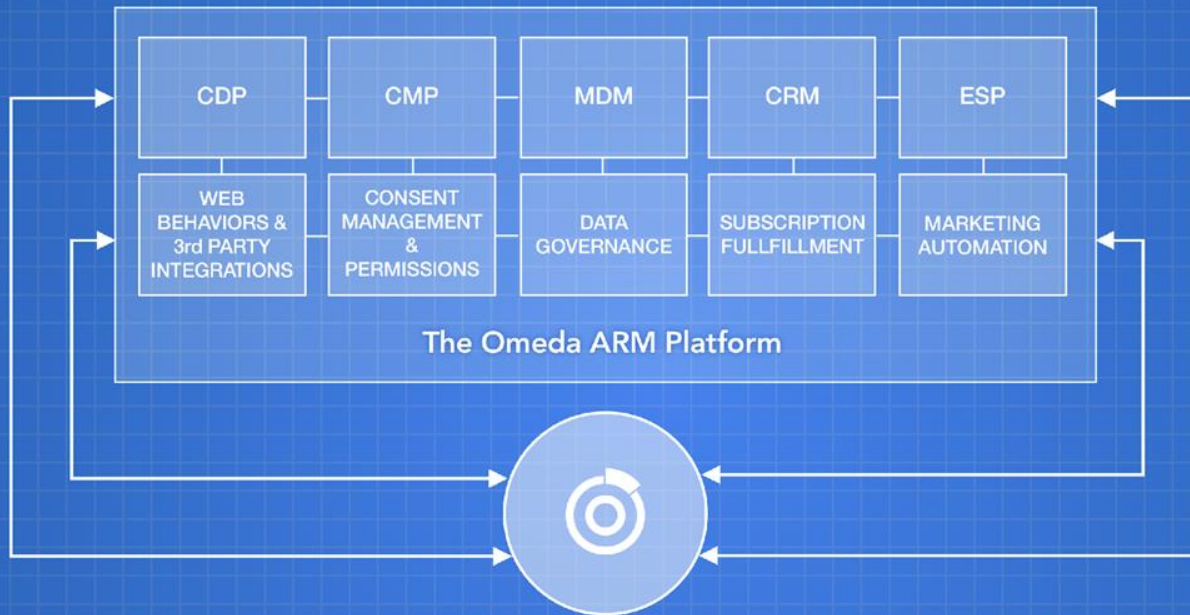 CDP
CMP
MDM
CRM
ESP
WEB
BEHAVIORS &
3rd PARTY
INTEGRATIONS
CONSENT
MANAGEMENT
&
PERMISSIONS
DATA
GOVERNANCE
SUBSCRIPTION
FULLFILLMENT
MARKETING
AUTOMATION
The Omeda ARM Platform